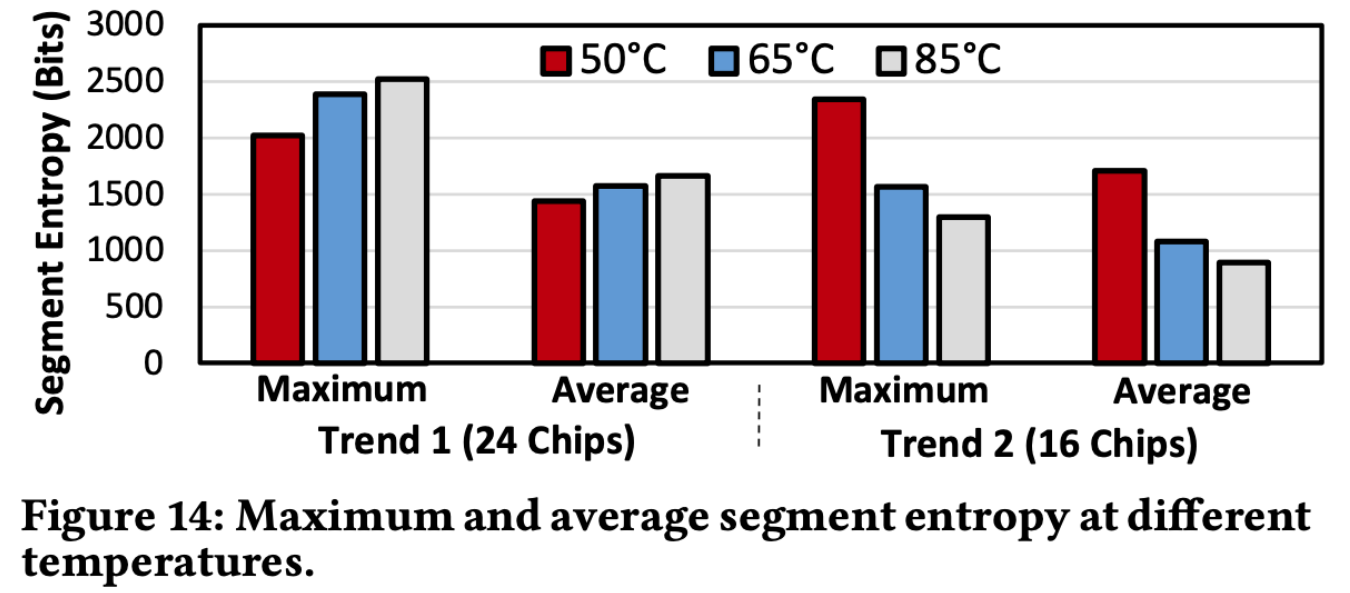 Segment Entropy (Bits)
3000
2500
2000
1500
1000
500
0
50°C 65°C 85°C
Maximum Average Maximum Average
Trend 1 (24 Chips) Trend 2 (16 Chips)
Figure 14: Maximum and average segment entropy at different
temperatures.